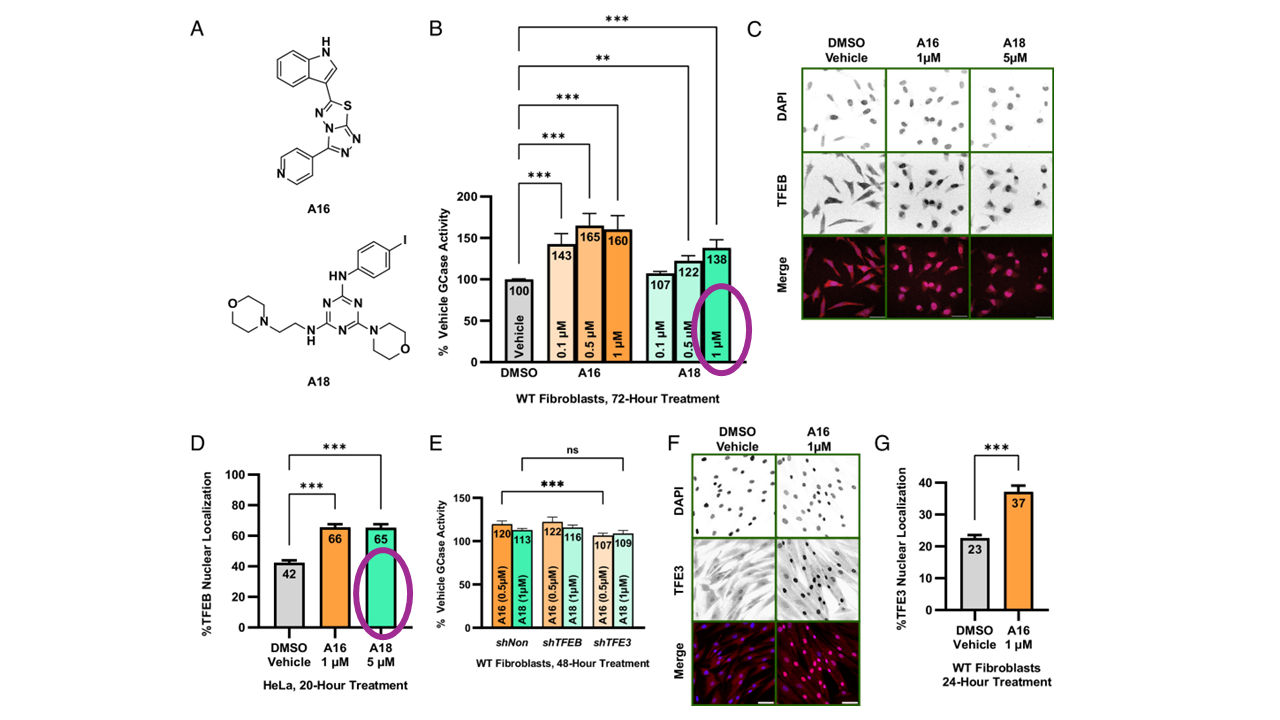 A
H
N
S
N
N
N
N
N
A16
I
HN
O
N
N
N
N
H
N
N
O
A18
B
***
**
***
***
***
% Vehicle GCase Activity
200
150
100
50
0
100
Vehicle
143
0.1 µM
165
0.5 µM
160
1 µM
107
0.1 µM
122
0.5 µM
138
1 µM
DMSO A16 A18
WT Fibroblasts, 72-Hour Treatment
C
DMSO
Vehicle
A16
1µM
A18
5µM
DAPI
TFEB
Merge
D
***
***
%TFEB Nuclear Localization
100
80
60
40
20
0
42
66
65
DMSO
Vehicle
A16
1 µM
A18
5 µM
HeLa, 20-Hour Treatment
E
ns
***
% Vehicle GCase Activity
150
100
50
0
120
A16 (0.5µM)
113
A18 (1µM)
122
A16 (0.5µM)
116
A18 (1µM)
107
A16 (0.5µM)
109
A18 (1µM)
shNon shTFEB shTFE3
WT Fibroblasts, 48-Hour Treatment
F
DMSO
Vehicle
A16
1µM
DAPI
TFE3
Merge
G
***
%TFE3 Nuclear Localization
40
30
20
10
0
23
37
DMSO
Vehicle
A16
1 µM
WT Fibroblasts
24-Hour Treatment